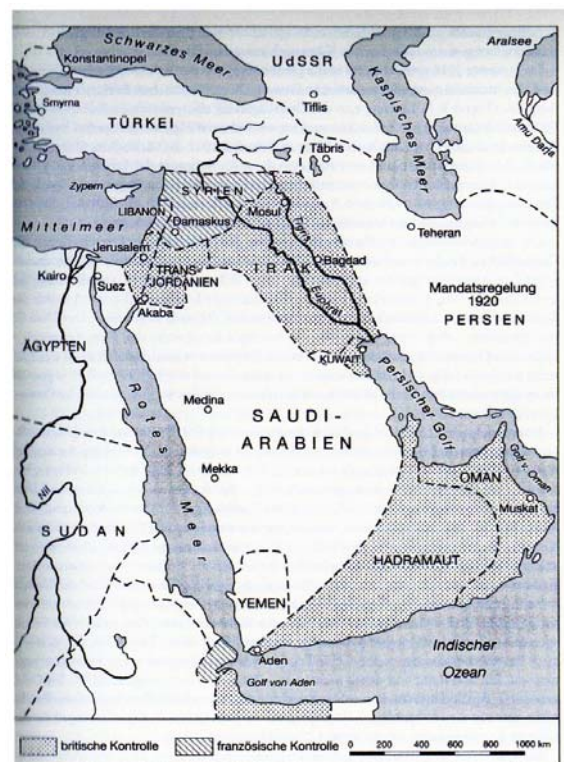 Schwarzes Meer
Konstantinopel
UdSSR
Aralsee
Smyrna
Tiflis
Kaspisches Meer
Amu-Darja
TÜRKEI
Täbris
Zypern
SYRIEN
Mosul
LIBANON
Damaskus
Tigris
Teheran
Mittelmeer
Jerusalem
Bagdad
IRAK
Kairo
Suez
TRANS-
JORDANIEN
Euphrat
Mandatsregelung
1920
PERSIEN
Akaba
KUWAIT
ÄGYPTEN
Persischer Golf
Medina
SAUDI-
ARABIEN
Rotes Meer
Golf v. Oman
Mekka
OMAN
Muskat
Nil
SUDAN
HADRAMAUT
YEMEN
Indischer
Ozean
Aden
Golf von Aden
britische Kontrolle
französische Kontrolle
0 200 400 600 800 1000 km